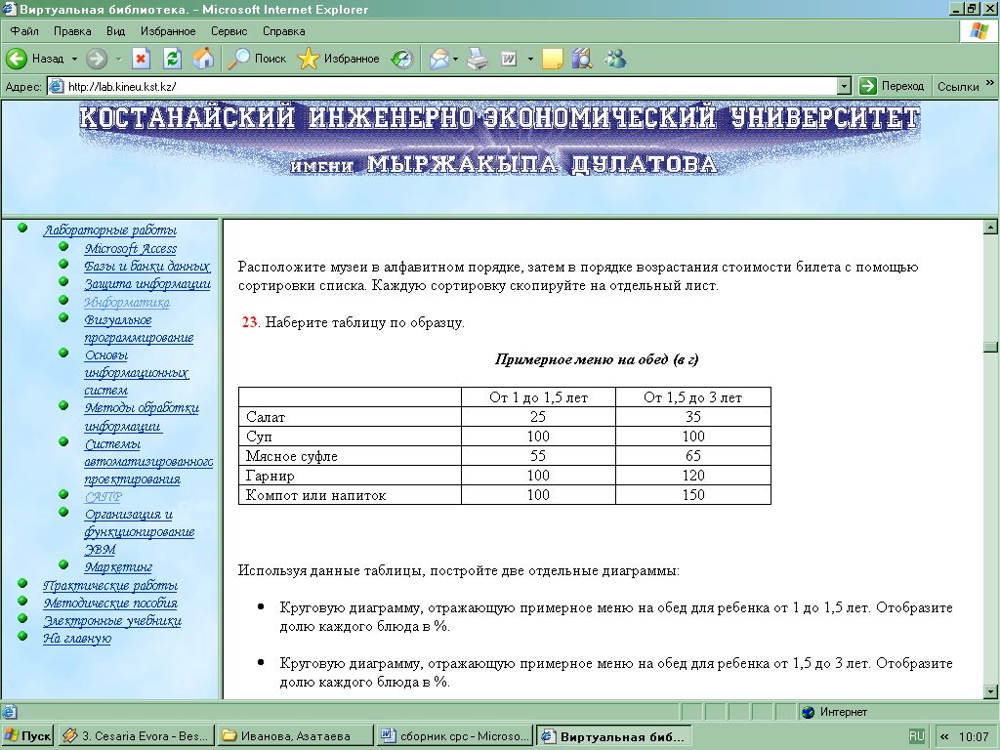 Виртуальная библиотека. - Microsoft Internet Explorer
Файл Правка Вид Избранное Сервис Справка
Назад Поиск Избранное
Адрес: http://lab.kineu.kst.kz/ Переход Ссылки »
КОСТАНАЙСКИЙ ИНЖЕНЕРНО ЭКОНОМИЧЕСКИЙ УНИВЕРСИТЕТ
ИМЕНИ МЫРЖАКЫПА ДУЛАТОВА
Лабораторные работы
Microsoft Access
Базы и банки данных
Защита информации
Информатика
Визуальное
программирование
Основы
информационных
систем
Методы обработки
информации
Системы
автоматизированного
проектирования
САПР
Организация и
функционирование
ЭВМ
Маркетинг
Практические работы
Методические пособия
Электронные учебники
На главную
Расположите музеи в алфавитном порядке, затем в порядке возрастания стоимости билета с помощью
сортировки списка. Каждую сортировку скопируйте на отдельный лист.
23. Наберите таблицу по образцу.
Примерное меню на обед (в г)
От 1 до 1,5 лет От 1,5 до 3 лет
Салат 25 35
Суп 100 100
Мясное суфле 55 65
Гарнир 100 120
Компот или напиток 100 150
Используя данные таблицы, постройте две отдельные диаграммы:
• Круговую диаграмму, отражающую примерное меню на обед для ребенка от 1 до 1,5 лет. Отобразите
долю каждого блюда в %.
• Круговую диаграмму, отражающую примерное меню на обед для ребенка от 1,5 до 3 лет. Отобразите
долю каждого блюда в %.
Интернет
Пуск 3. Cesaria Evora - Bes... Иванова, Азатаева сборник срс - Microso... Виртуальная биб... RU « 10:07